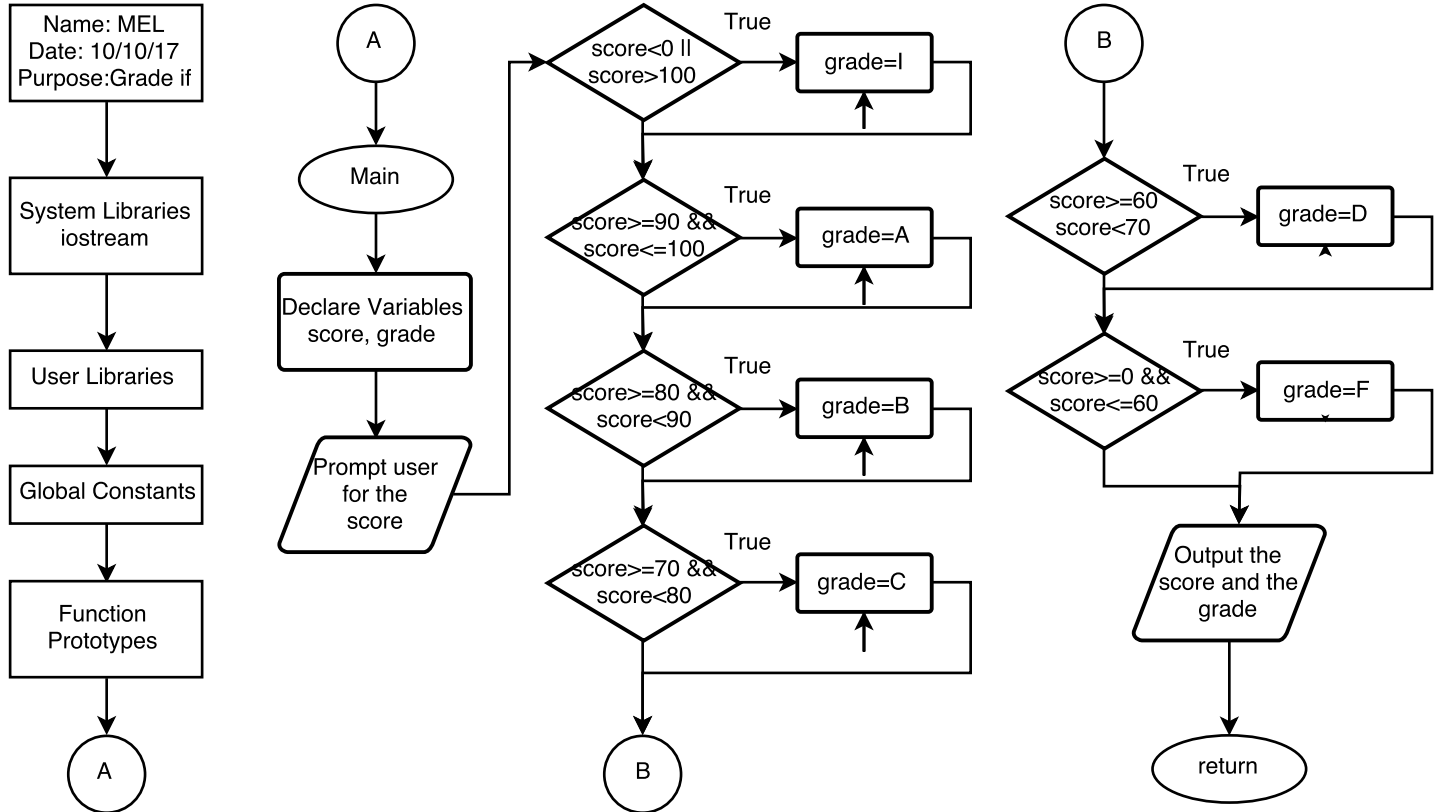 Name: MEL
Date: 10/10/17
Purpose:Grade if
System Libraries
iostream
User Libraries
Global Constants
Function
Prototypes
A
A
Main
Declare Variables
score, grade
Prompt user
for the
score
score<0 ||
score>100
True
grade=I
score>=90 &&
score<=100
True
grade=A
score>=80 &&
score<90
True
grade=B
score>=70 &&
score<80
True
grade=C
B
B
score>=60
score<70
True
grade=D
score>=0 &&
score<=60
True
grade=F
Output the
score and the
grade
return